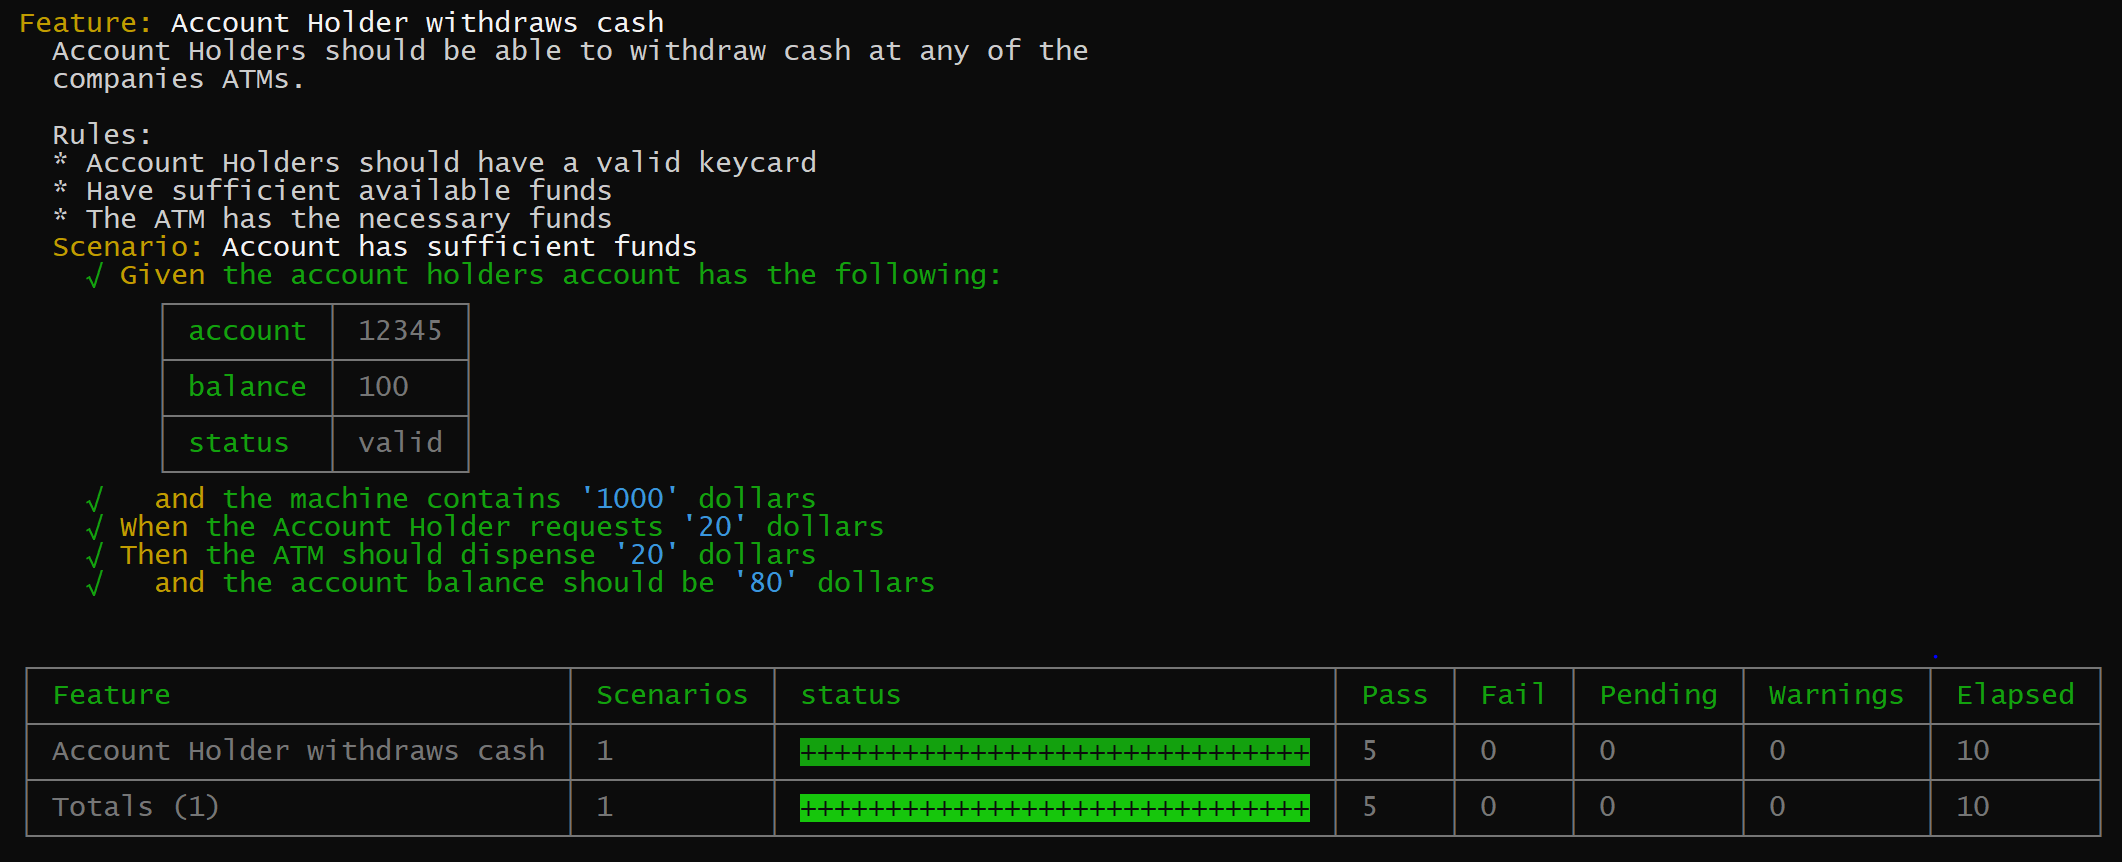 Feature: Account Holder withdraws cash
Account Holders should be able to withdraw cash at any of the
companies ATMs.
Rules:
* Account Holders should have a valid keycard
* Have sufficient available funds
* The ATM has the necessary funds
Scenario: Account has sufficient funds
√ Given the account holders account has the following:
account 12345
balance 100
status valid
√ and the machine contains '1000' dollars
√ When the Account Holder requests '20' dollars
√ Then the ATM should dispense '20' dollars
√ and the account balance should be '80' dollars
Feature Scenarios status Pass Fail Pending Warnings Elapsed
Account Holder withdraws cash 1 ++++++++++++++++++++++++++++++ 5 0 0 0 10
Totals (1) 1 ++++++++++++++++++++++++++++++ 5 0 0 0 10